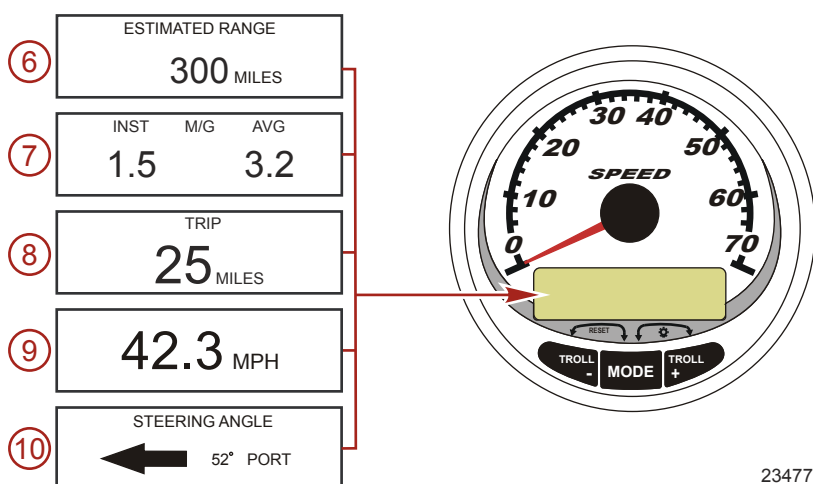 6
ESTIMATED RANGE
300 MILES
7
INST M/G AVG
1.5 3.2
8
TRIP
25 MILES
9
42.3 MPH
10
STEERING ANGLE
52° PORT
0
10
20
30
40
50
60
70
SPEED
RESET
TROLL
-
MODE
TROLL
+
23477